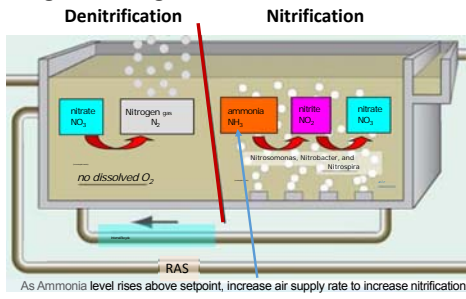 Denitrification
Nitrification
nitrate
NO3
Nitrogen gas
N2
ammonia
NH3
nitrite
NO2
nitrate
NO3
Nitrosomonas, Nitrobacter, and
Nitrospira
no dissolved O2
RAS
As Ammonia level rises above setpoint, increase air supply rate to increase nitrification